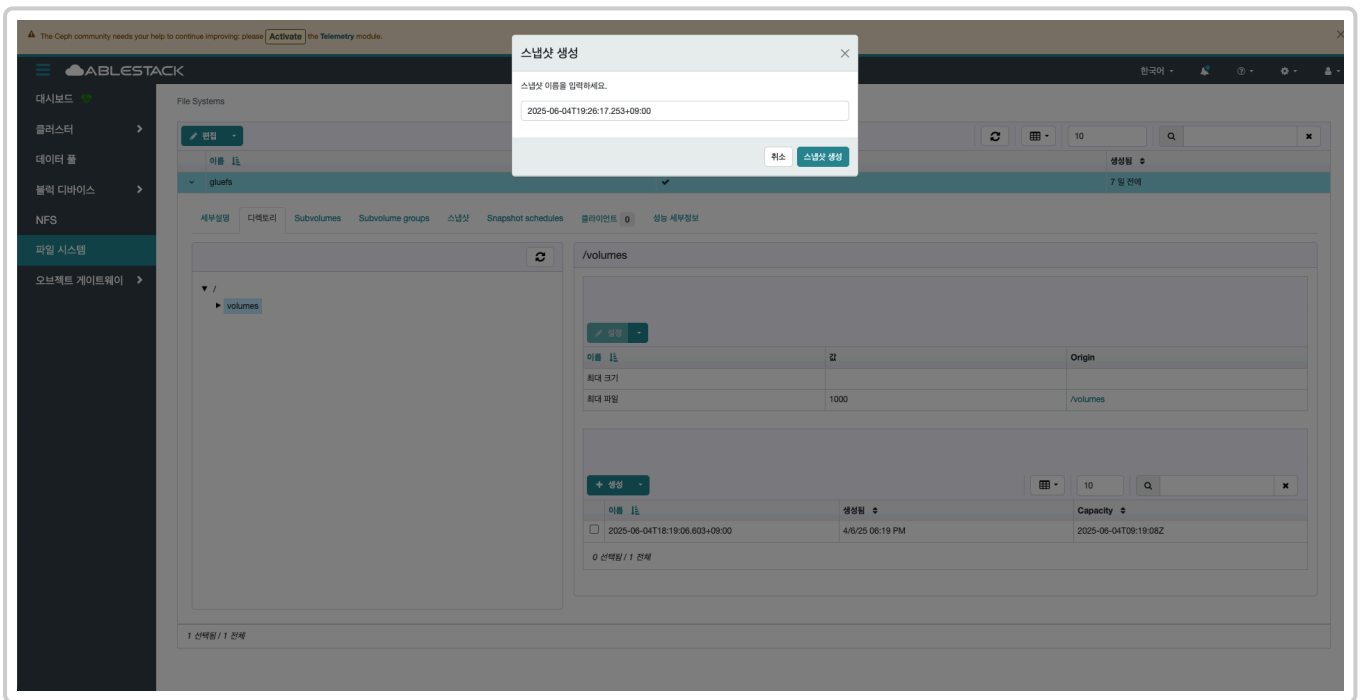 The Ceph community needs your help to continue improving: please Activate the Telemetry module.
스냅샷 생성
스냅샷 이름을 입력하세요.
2025-06-04T19:26:17.253+09:00
취소 스냅샷 생성
ABLESTACK 한국어
대시보드
클러스터
데이터 풀
블럭 디바이스
NFS
파일 시스템
오브젝트 게이트웨이
File Systems
편집 10
이름 생성됨
gluefs 7 일 전에
세부설명 디렉토리 Subvolumes Subvolume groups 스냅샷 Snapshot schedules 클라이언트 0 성능 세부정보
/
volumes
/volumes
설정
이름 값 Origin
최대 크기
최대 파일 1000 /volumes
생성 10
이름 생성됨 Capacity
2025-06-04T18:19:06.603+09:00 4/6/25 06:19 PM 2025-06-04T09:19:08Z
0 선택됨 / 1 전체
1 선택됨 / 1 전체